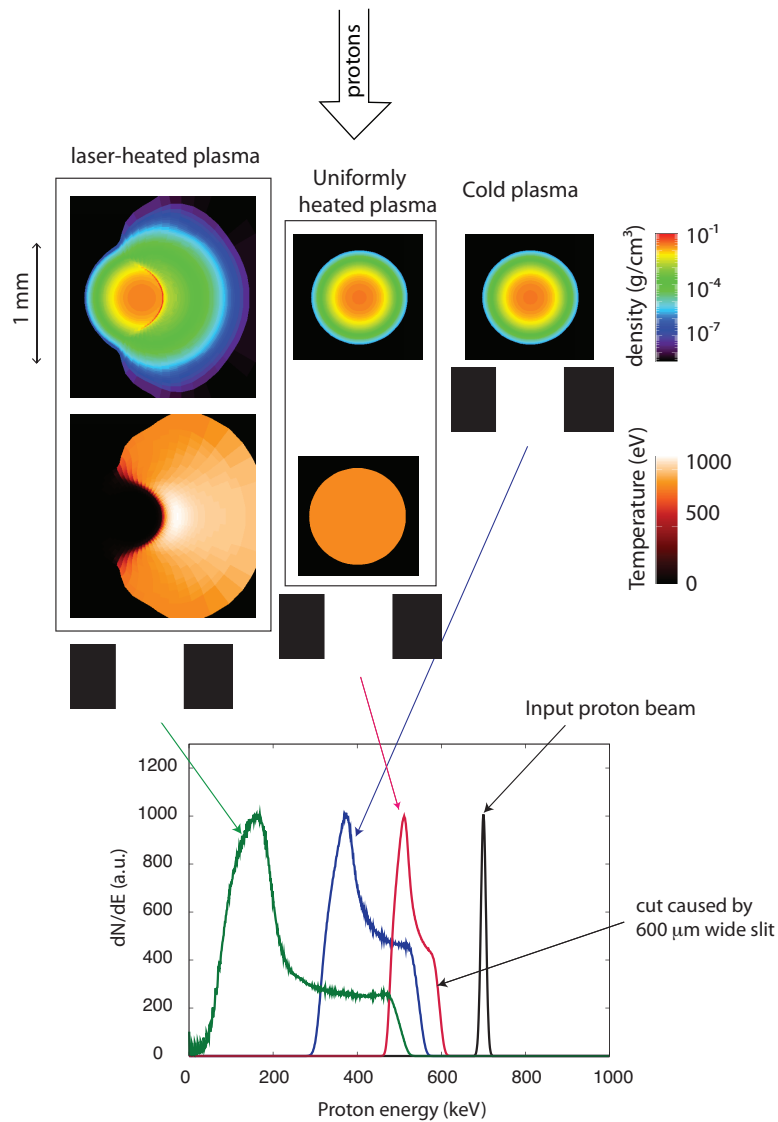 protons
laser-heated plasma
Uniformly
heated plasma
Cold plasma
1 mm
density (g/cm³)
10⁻¹
10⁻⁴
10⁻⁷
Temperature (eV)
1000
500
0
Input proton beam
cut caused by
600 µm wide slit
dN/dE (a.u.)
1200
1000
800
600
400
200
0
0 200 400 600 800 1000
Proton energy (keV)